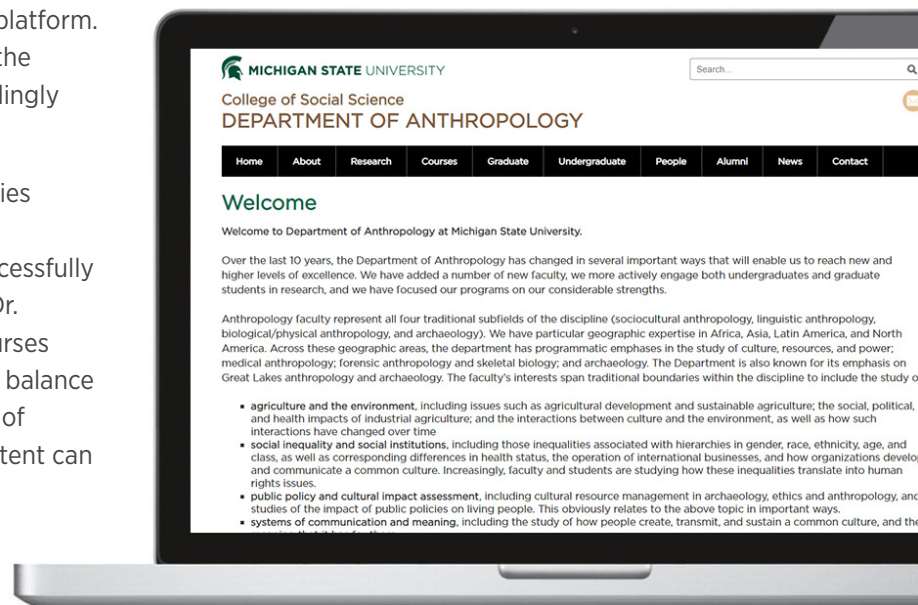 platform.
the
dingly
ies
cessfully
Dr.
urses
balance
of
tent can
MICHIGAN STATE UNIVERSITY
Search...
College of Social Science
DEPARTMENT OF ANTHROPOLOGY
Home About Research Courses Graduate Undergraduate People Alumni News Contact
Welcome
Welcome to Department of Anthropology at Michigan State University.
Over the last 10 years, the Department of Anthropology has changed in several important ways that will enable us to reach new and
higher levels of excellence. We have added a number of new faculty, we more actively engage both undergraduates and graduate
students in research, and we have focused our programs on our considerable strengths.
Anthropology faculty represent all four traditional subfields of the discipline (sociocultural anthropology, linguistic anthropology,
biological/physical anthropology, and archaeology). We have particular geographic expertise in Africa, Asia, Latin America, and North
America. Across these geographic areas, the department has programmatic emphases in the study of culture, resources, and power;
medical anthropology; forensic anthropology and skeletal biology; and archaeology. The Department is also known for its emphasis on
Great Lakes anthropology and archaeology. The faculty's interests span traditional boundaries within the discipline to include the study o
▪ agriculture and the environment, including issues such as agricultural development and sustainable agriculture; the social, political,
and health impacts of industrial agriculture; and the interactions between culture and the environment, as well as how such
interactions have changed over time
▪ social inequality and social institutions, including those inequalities associated with hierarchies in gender, race, ethnicity, age, and
class, as well as corresponding differences in health status, the operation of international businesses, and how organizations develop
and communicate a common culture. Increasingly, faculty and students are studying how these inequalities translate into human
rights issues.
▪ public policy and cultural impact assessment, including cultural resource management in archaeology, ethics and anthropology, and
studies of the impact of public policies on living people. This obviously relates to the above topic in important ways.
▪ systems of communication and meaning, including the study of how people create, transmit, and sustain a common culture, and the